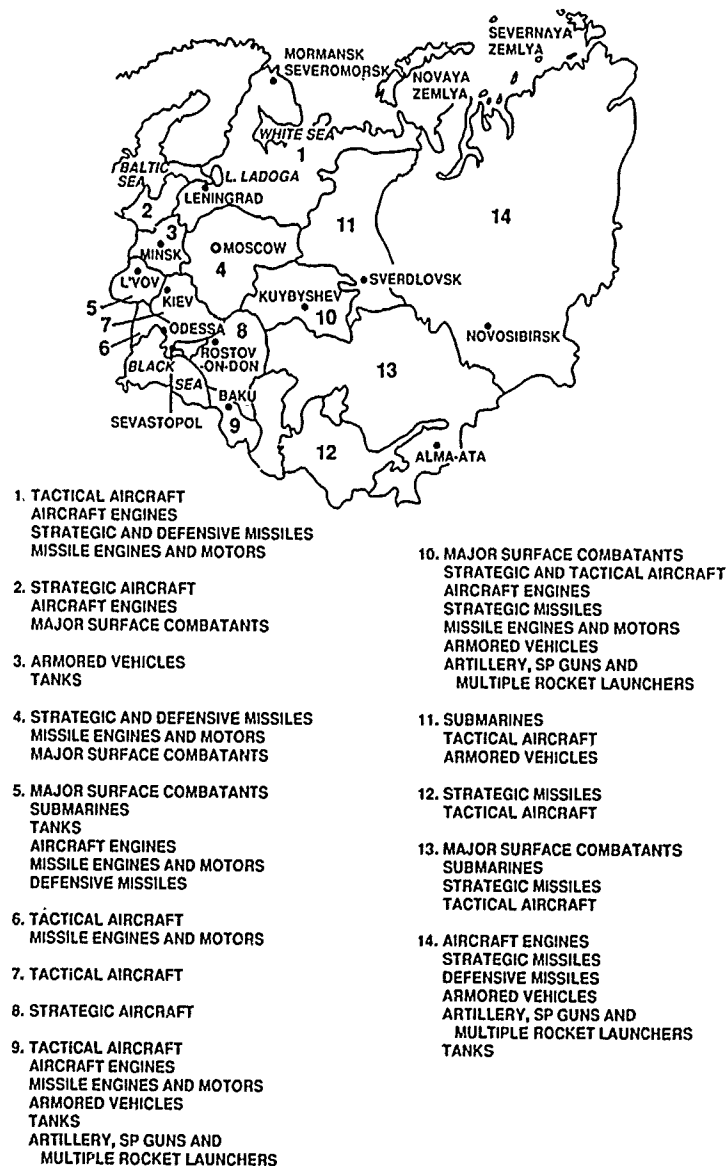 SEVERNAYA
ZEMLYA
MORMANSK
SEVEROMORSK
NOVAYA
ZEMLYA
WHITE SEA
1
BALTIC
SEA
L. LADOGA
LENINGRAD
2
11
14
3
MINSK
MOSCOW
4
L'VOV
5
KIEV
SVERDLOVSK
KUYBYSHEV
10
7
ODESSA
6
8
ROSTOV
-ON-DON
NOVOSIBIRSK
BLACK
SEA
13
BAKU
SEVASTOPOL
9
12
ALMA-ATA
1. TACTICAL AIRCRAFT
AIRCRAFT ENGINES
STRATEGIC AND DEFENSIVE MISSILES
MISSILE ENGINES AND MOTORS
2. STRATEGIC AIRCRAFT
AIRCRAFT ENGINES
MAJOR SURFACE COMBATANTS
3. ARMORED VEHICLES
TANKS
4. STRATEGIC AND DEFENSIVE MISSILES
MISSILE ENGINES AND MOTORS
MAJOR SURFACE COMBATANTS
5. MAJOR SURFACE COMBATANTS
SUBMARINES
TANKS
AIRCRAFT ENGINES
MISSILE ENGINES AND MOTORS
DEFENSIVE MISSILES
6. TACTICAL AIRCRAFT
MISSILE ENGINES AND MOTORS
7. TACTICAL AIRCRAFT
8. STRATEGIC AIRCRAFT
9. TACTICAL AIRCRAFT
AIRCRAFT ENGINES
MISSILE ENGINES AND MOTORS
ARMORED VEHICLES
TANKS
ARTILLERY, SP GUNS AND
MULTIPLE ROCKET LAUNCHERS
10. MAJOR SURFACE COMBATANTS
STRATEGIC AND TACTICAL AIRCRAFT
AIRCRAFT ENGINES
STRATEGIC MISSILES
MISSILE ENGINES AND MOTORS
ARMORED VEHICLES
ARTILLERY, SP GUNS AND
MULTIPLE ROCKET LAUNCHERS
11. SUBMARINES
TACTICAL AIRCRAFT
ARMORED VEHICLES
12. STRATEGIC MISSILES
TACTICAL AIRCRAFT
13. MAJOR SURFACE COMBATANTS
SUBMARINES
STRATEGIC MISSILES
TACTICAL AIRCRAFT
14. AIRCRAFT ENGINES
STRATEGIC MISSILES
DEFENSIVE MISSILES
ARMORED VEHICLES
ARTILLERY, SP GUNS AND
MULTIPLE ROCKET LAUNCHERS
TANKS